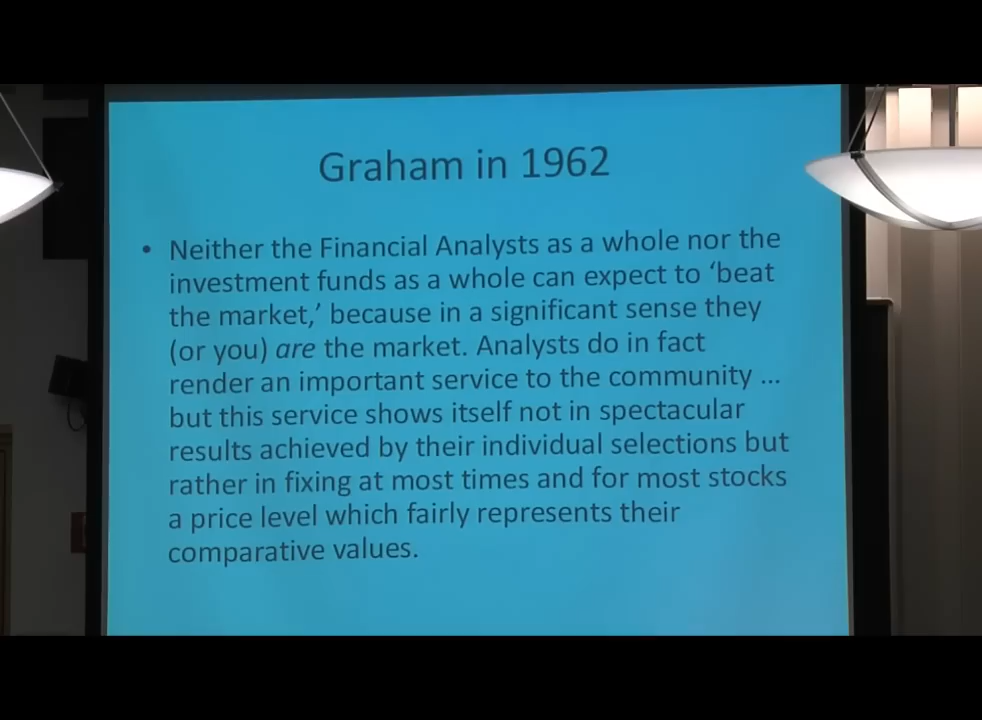 Graham in 1962
• Neither the Financial Analysts as a whole nor the
investment funds as a whole can expect to ‘beat
the market,’ because in a significant sense they
(or you) are the market. Analysts do in fact
render an important service to the community ...
but this service shows itself not in spectacular
results achieved by their individual selections but
rather in fixing at most times and for most stocks
a price level which fairly represents their
comparative values.